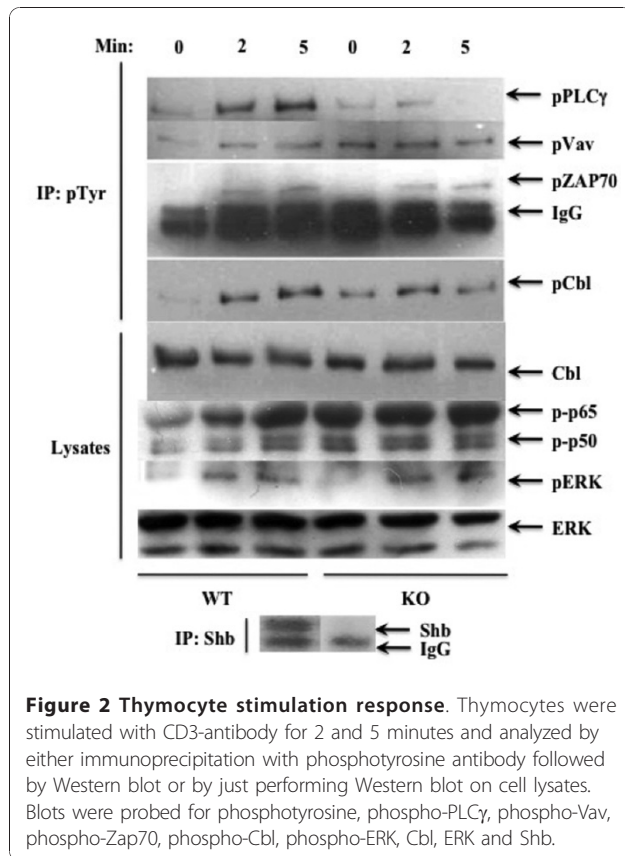 Min: 0 2 5 0 2 5
pPLCγ
pVav
IP: pTyr
pZAP70
IgG
pCbl
Cbl
Lysates
p-p65
p-p50
pERK
ERK
WT KO
IP: Shb
Shb
IgG
Figure 2 Thymocyte stimulation response. Thymocytes were
stimulated with CD3-antibody for 2 and 5 minutes and analyzed by
either immunoprecipitation with phosphotyrosine antibody followed
by Western blot or by just performing Western blot on cell lysates.
Blots were probed for phosphotyrosine, phospho-PLCγ, phospho-Vav,
phospho-Zap70, phospho-Cbl, phospho-ERK, Cbl, ERK and Shb.